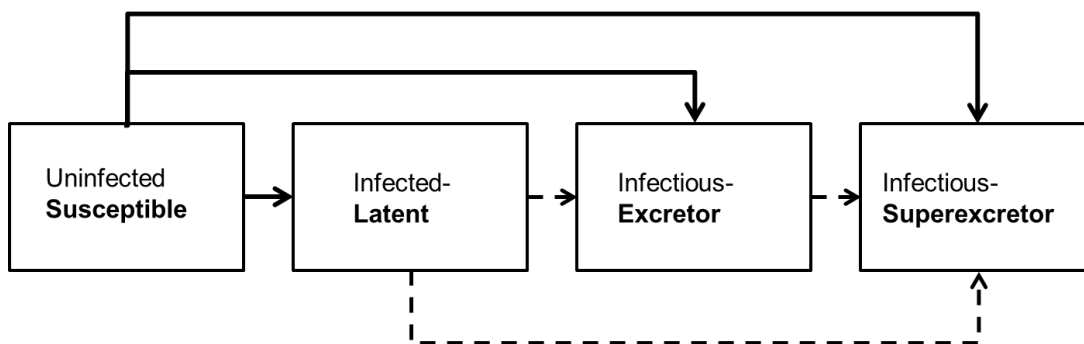 Uninfected
Susceptible
Infected-
Latent
Infectious-
Excretor
Infectious-
Superexcretor